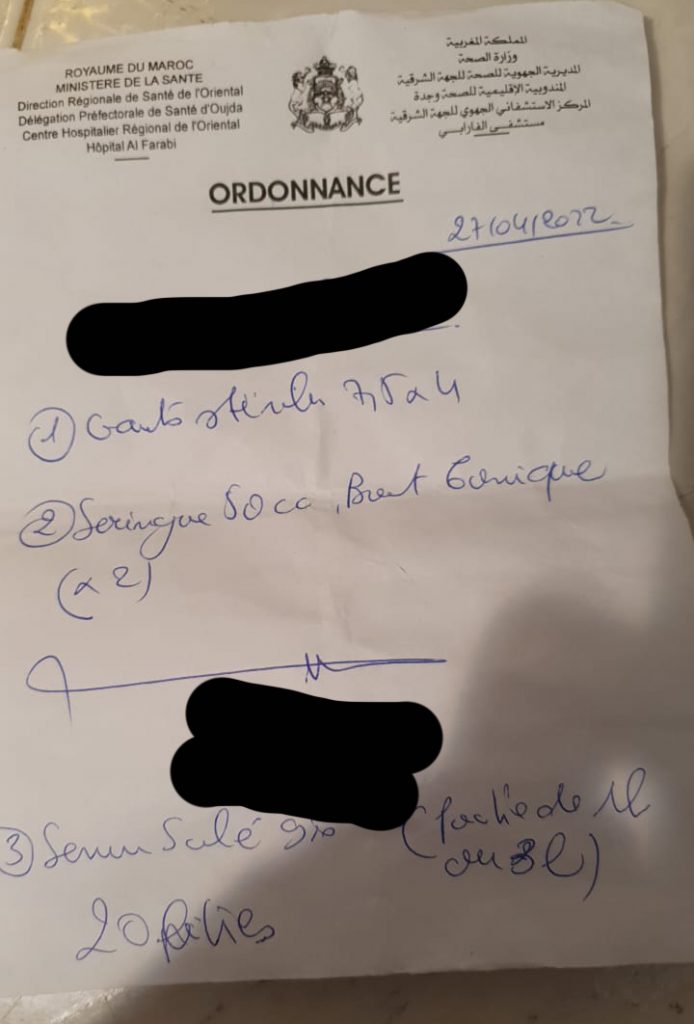 ROYAUME DU MAROC
MINISTERE DE LA SANTE
Direction Régionale de Santé de l'Oriental
Délégation Préfectorale de Santé d'Oujda
Centre Hospitalier Régional de l'Oriental
Hôpital Al Farabi
المملكة المغربية
وزارة الصحة
المديرية الجهوية للصحة للجهة الشرقية
المندوبية الإقليمية للصحة وجدة
المركز الاستشفائي الجهوي للجهة الشرقية
مستشفى الفارابي
ORDONNANCE
27/04/2022
① Gants stériles 7,5 x 4
② Seringue 50 cc, Bout Conique
(x 2)
③ Serum Salé (poche de 1l
ou 3l)
20 poches